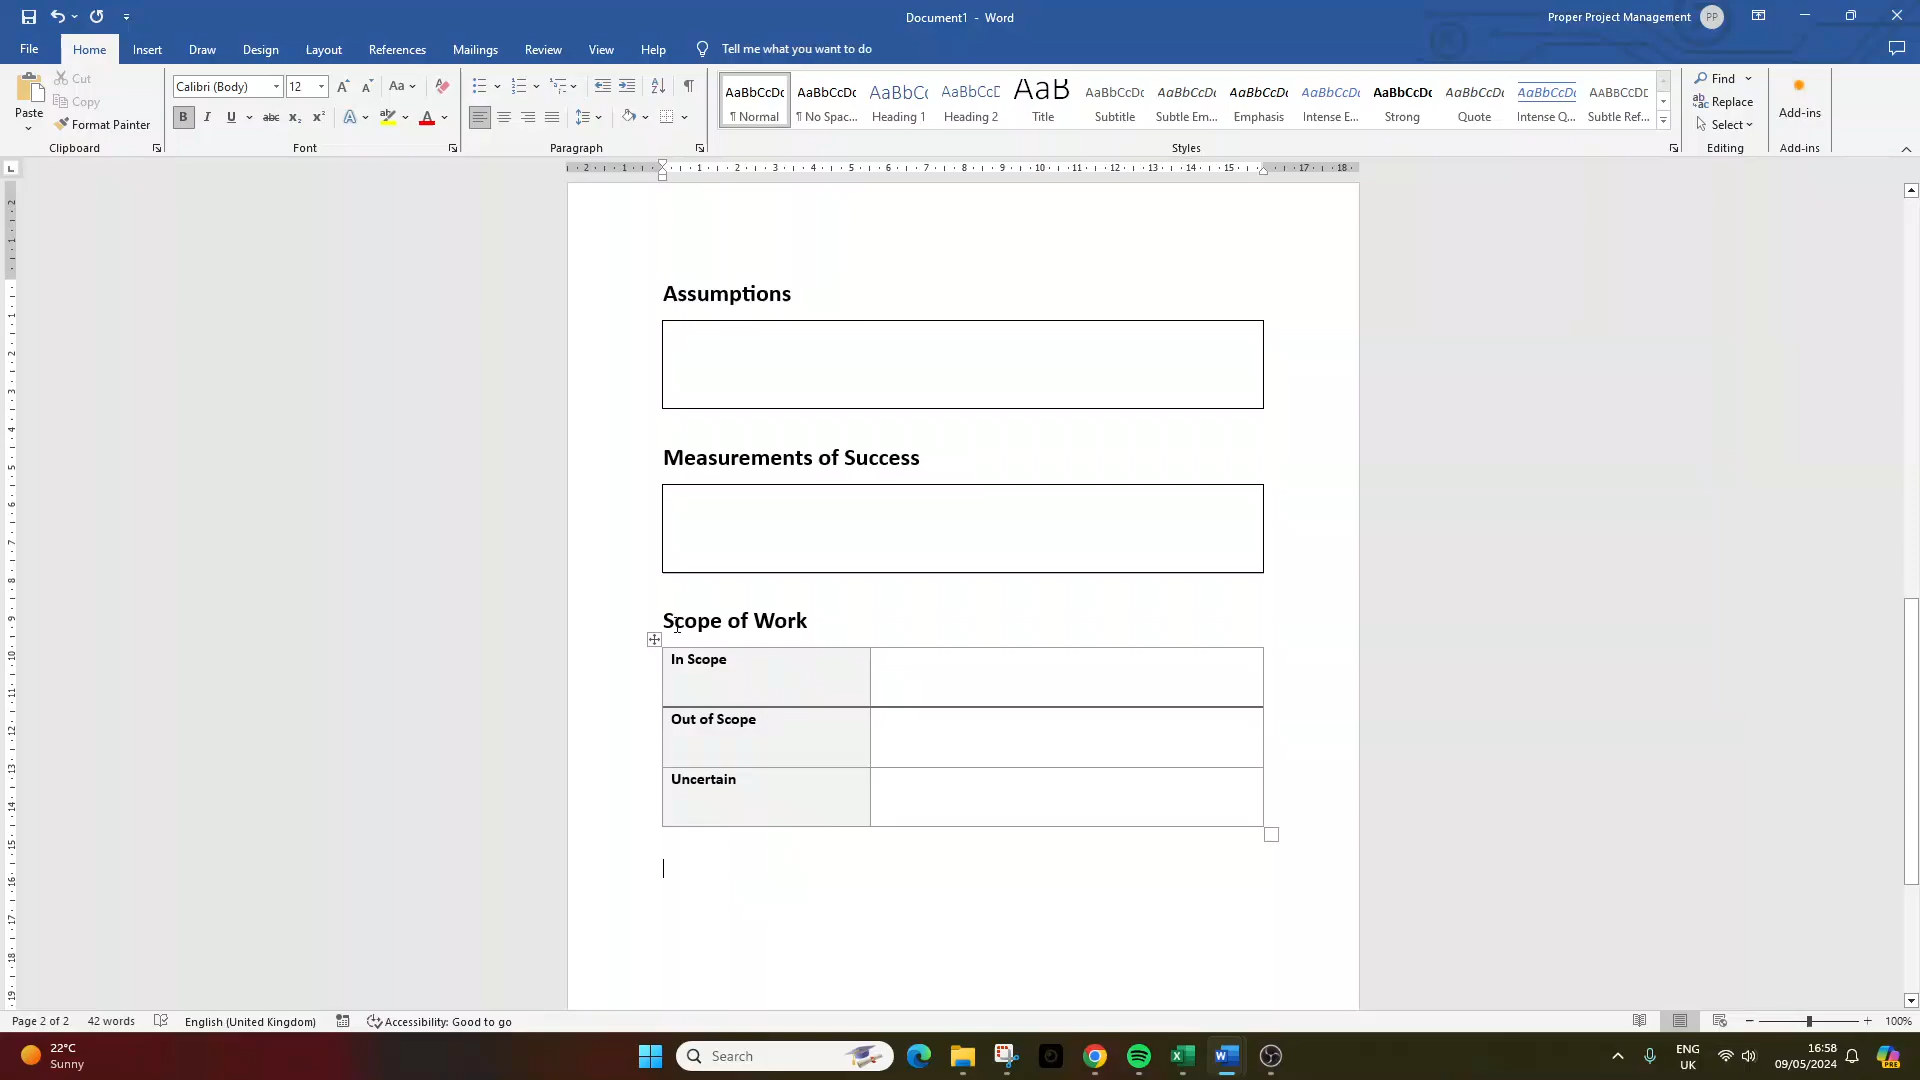 Document1 - Word
Proper Project Management PP
File Home Insert Draw Design Layout References Mailings Review View Help Tell me what you want to do
Paste
Cut
Copy
Format Painter
Clipboard
Calibri (Body) 12
Font
Paragraph
AaBbCcDc ¶ Normal
AaBbCcDc ¶ No Spac...
AaBbCc Heading 1
AaBbCcD Heading 2
AaB Title
AaBbCcDc Subtitle
AaBbCcDc Subtle Em...
AaBbCcDc Emphasis
AaBbCcDc Intense E...
AaBbCcDc Strong
AaBbCcDc Quote
AaBbCcDc Intense Q...
AABBCCDE Subtle Ref...
Styles
Find
Replace
Select
Editing
Add-ins
Add-ins
Assumptions
Measurements of Success
Scope of Work
In Scope
Out of Scope
Uncertain
Page 2 of 2 42 words English (United Kingdom) Accessibility: Good to go 100%
22°C
Sunny
Search
ENG
UK
16:58
09/05/2024